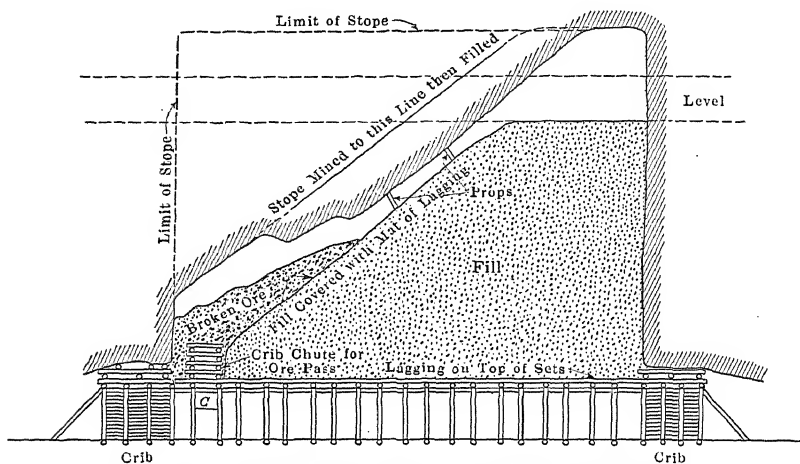 Limit of Stope
Stope Mined to this Line then Filled
Level
Limit of Stope
Props
Fill Covered with Mat of Lagging
Fill
Broken Ore
Crib Chute for
Ore Pass
Lagging on Top of Sets
C
Crib
Crib